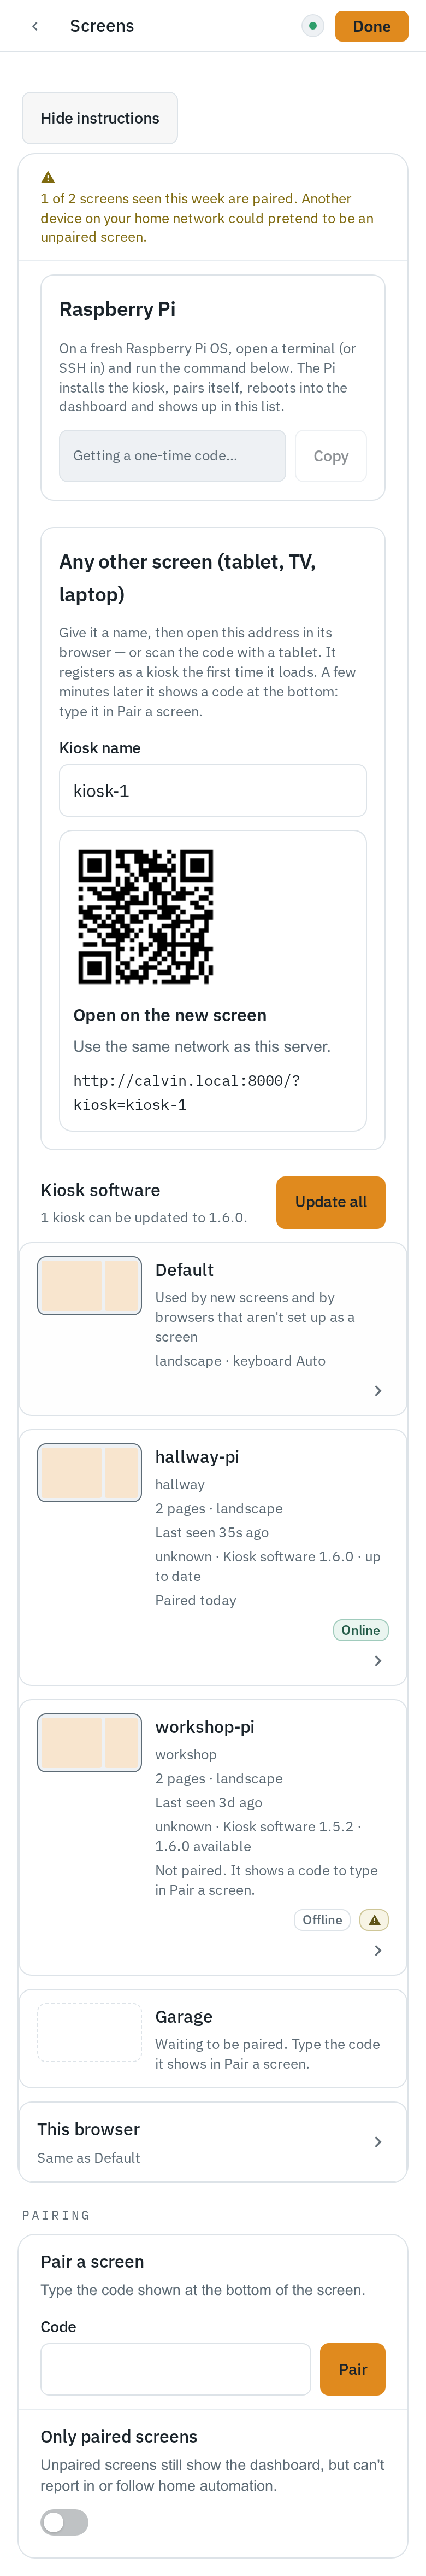 Screens
Done
Hide instructions
1 of 2 screens seen this week are paired. Another
device on your home network could pretend to be an
unpaired screen.
Raspberry Pi
On a fresh Raspberry Pi OS, open a terminal (or
SSH in) and run the command below. The Pi
installs the kiosk, pairs itself, reboots into the
dashboard and shows up in this list.
Getting a one-time code...
Copy
Any other screen (tablet, TV,
laptop)
Give it a name, then open this address in its
browser — or scan the code with a tablet. It
registers as a kiosk the first time it loads. A few
minutes later it shows a code at the bottom:
type it in Pair a screen.
Kiosk name
kiosk-1
Open on the new screen
Use the same network as this server.
http://calvin.local:8000/?
kiosk=kiosk-1
Kiosk software
1 kiosk can be updated to 1.6.0.
Update all
Default
Used by new screens and by
browsers that aren't set up as a
screen
landscape · keyboard Auto
hallway-pi
hallway
2 pages · landscape
Last seen 35s ago
unknown · Kiosk software 1.6.0 · up
to date
Paired today
Online
workshop-pi
workshop
2 pages · landscape
Last seen 3d ago
unknown · Kiosk software 1.5.2 ·
1.6.0 available
Not paired. It shows a code to type
in Pair a screen.
Offline
Garage
Waiting to be paired. Type the code
it shows in Pair a screen.
This browser
Same as Default
PAIRING
Pair a screen
Type the code shown at the bottom of the screen.
Code
Pair
Only paired screens
Unpaired screens still show the dashboard, but can't
report in or follow home automation.